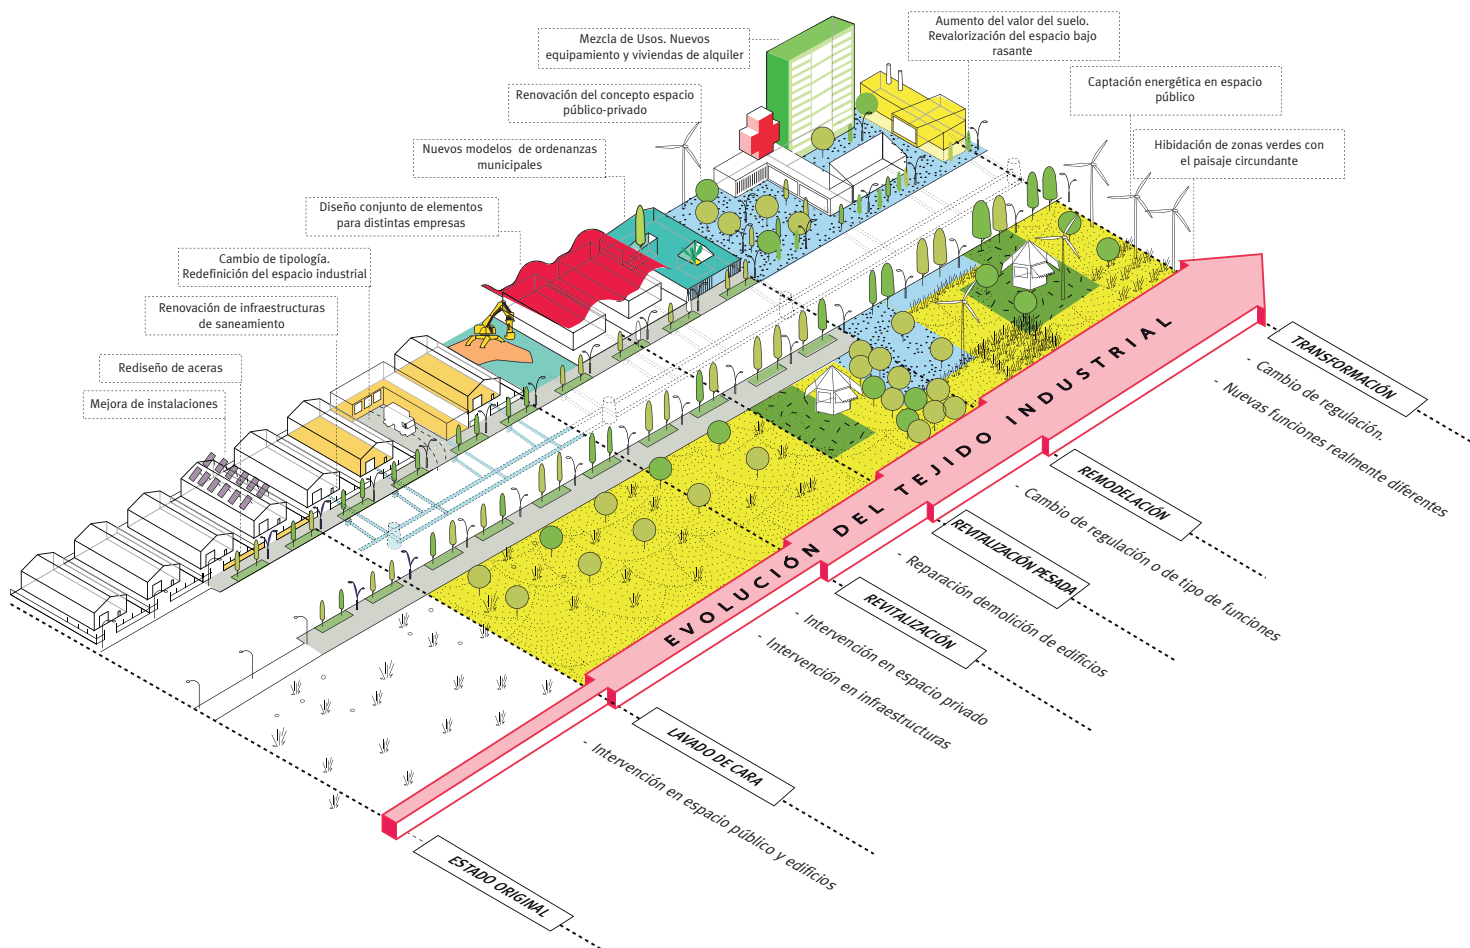 Mezcla de Usos. Nuevos
equipamiento y viviendas de alquiler
Aumento del valor del suelo.
Revalorización del espacio bajo
rasante
Captación energética en espacio
público
Renovación del concepto espacio
público-privado
Hibidación de zonas verdes con
el paisaje circundante
Nuevos modelos de ordenanzas
municipales
Diseño conjunto de elementos
para distintas empresas
Cambio de tipología.
Redefinición del espacio industrial
Renovación de infraestructuras
de saneamiento
Rediseño de aceras
Mejora de instalaciones
EVOLUCIÓN DEL TEJIDO INDUSTRIAL
TRANSFORMACIÓN
- Cambio de regulación.
- Nuevas funciones realmente diferentes
REMODELACIÓN
- Cambio de regulación o de tipo de funciones
REVITALIZACIÓN PESADA
- Reparación demolición de edificios
REVITALIZACIÓN
- Intervención en espacio privado
- Intervención en infraestructuras
LAVADO DE CARA
- Intervención en espacio público y edificios
ESTADO ORIGINAL